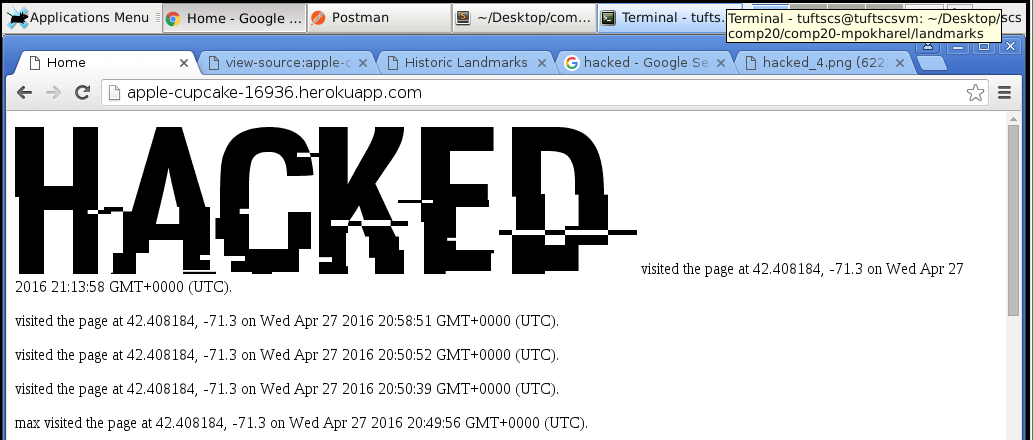 Applications Menu
Home - Google ...
Postman
~/Desktop/com...
Terminal - tufts...
Terminal - tuftscs@tuftscsvm: ~/Desktop/
comp20/comp20-mpokharel/landmarks
scs
Home
view-source:apple-c
Historic Landmarks
hacked - Google Se
hacked_4.png (622
apple-cupcake-16936.herokuapp.com
HACKED
visited the page at 42.408184, -71.3 on Wed Apr 27
2016 21:13:58 GMT+0000 (UTC).
visited the page at 42.408184, -71.3 on Wed Apr 27 2016 20:58:51 GMT+0000 (UTC).
visited the page at 42.408184, -71.3 on Wed Apr 27 2016 20:50:52 GMT+0000 (UTC).
visited the page at 42.408184, -71.3 on Wed Apr 27 2016 20:50:39 GMT+0000 (UTC).
max visited the page at 42.408184, -71.3 on Wed Apr 27 2016 20:49:56 GMT+0000 (UTC).